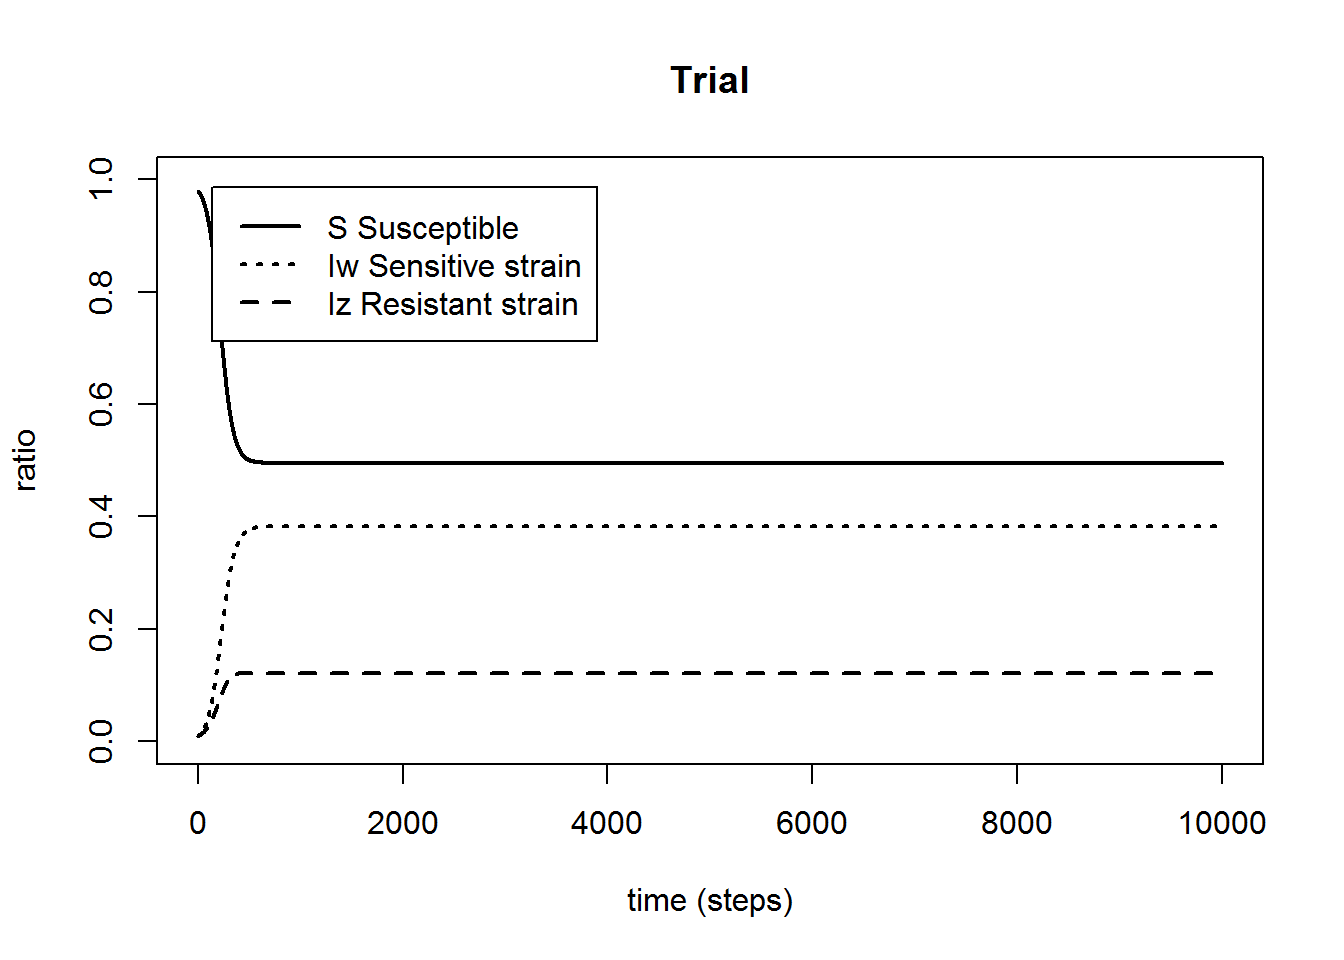 Trial
S Susceptible
Iw Sensitive strain
Iz Resistant strain
ratio
1.0
0.8
0.6
0.4
0.2
0.0
0 2000 4000 6000 8000 10000
time (steps)